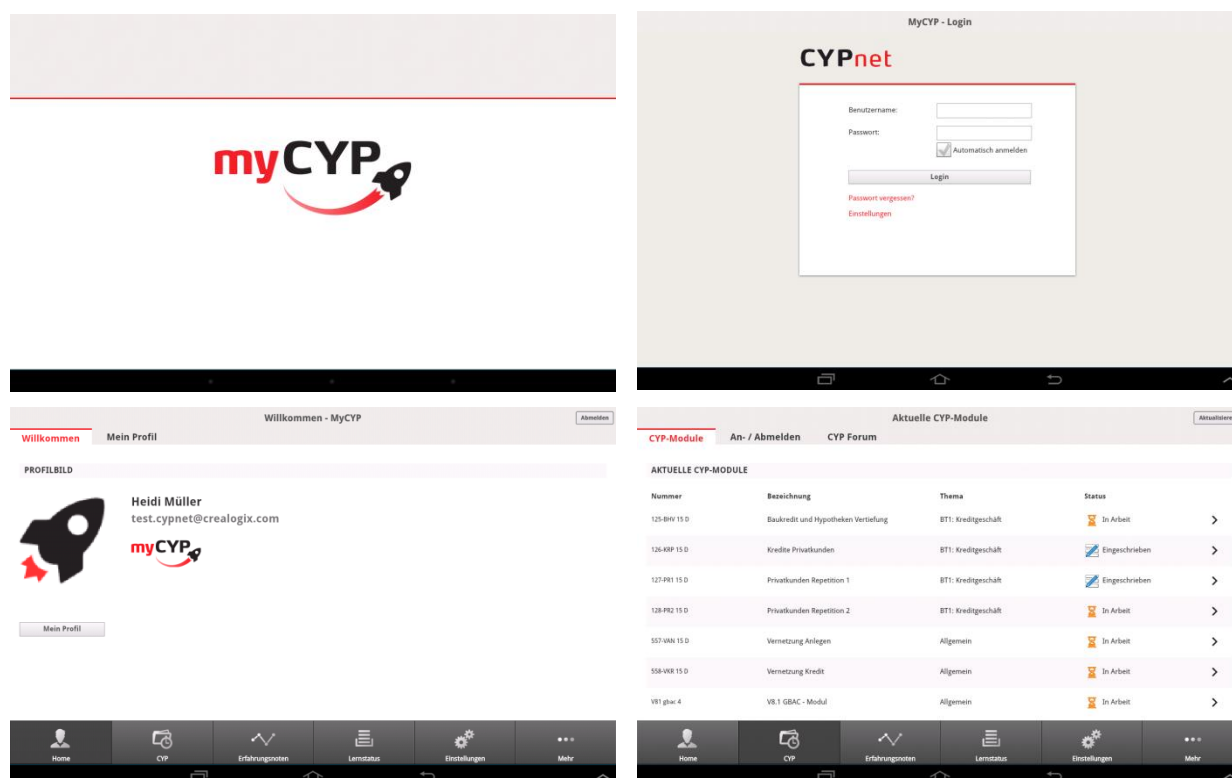 myCYP
MyCYP - Login
CYPnet
Benutzername:
Passwort:
Automatisch anmelden
Login
Passwort vergessen?
Einstellungen
Willkommen - MyCYP
Abmelden
Willkommen Mein Profil
PROFILBILD
Heidi Müller
test.cypnet@crealogix.com
myCYP
Mein Profil
Home CYP Erfahrungsnoten Lernstatus Einstellungen Mehr
Aktuelle CYP-Module
Aktualisiere
CYP-Module An- / Abmelden CYP Forum
AKTUELLE CYP-MODULE
Nummer Bezeichnung Thema Status
125-BHV 15 D Baukredit und Hypotheken Vertiefung BT1: Kreditgeschäft In Arbeit
126-KRP 15 D Kredite Privatkunden BT1: Kreditgeschäft Eingeschrieben
127-PR1 15 D Privatkunden Repetition 1 BT1: Kreditgeschäft Eingeschrieben
128-PR2 15 D Privatkunden Repetition 2 BT1: Kreditgeschäft In Arbeit
557-VAN 15 D Vernetzung Anlegen Allgemein In Arbeit
558-VKR 15 D Vernetzung Kredit Allgemein In Arbeit
V81 gbac 4 V8.1 GBAC - Modul Allgemein In Arbeit
Home CYP Erfahrungsnoten Lernstatus Einstellungen Mehr